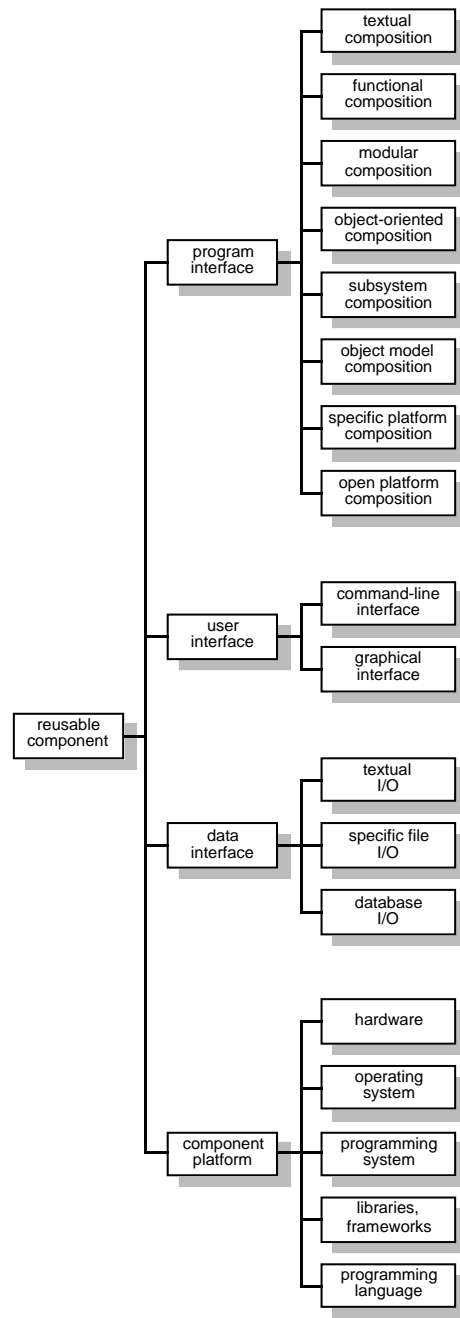 textual
composition
functional
composition
modular
composition
object-oriented
composition
program
interface
subsystem
composition
object model
composition
specific platform
composition
open platform
composition
command-line
interface
user
interface
graphical
interface
reusable
component
textual
I/O
data
interface
specific file
I/O
database
I/O
hardware
operating
system
component
platform
programming
system
libraries,
frameworks
programming
language